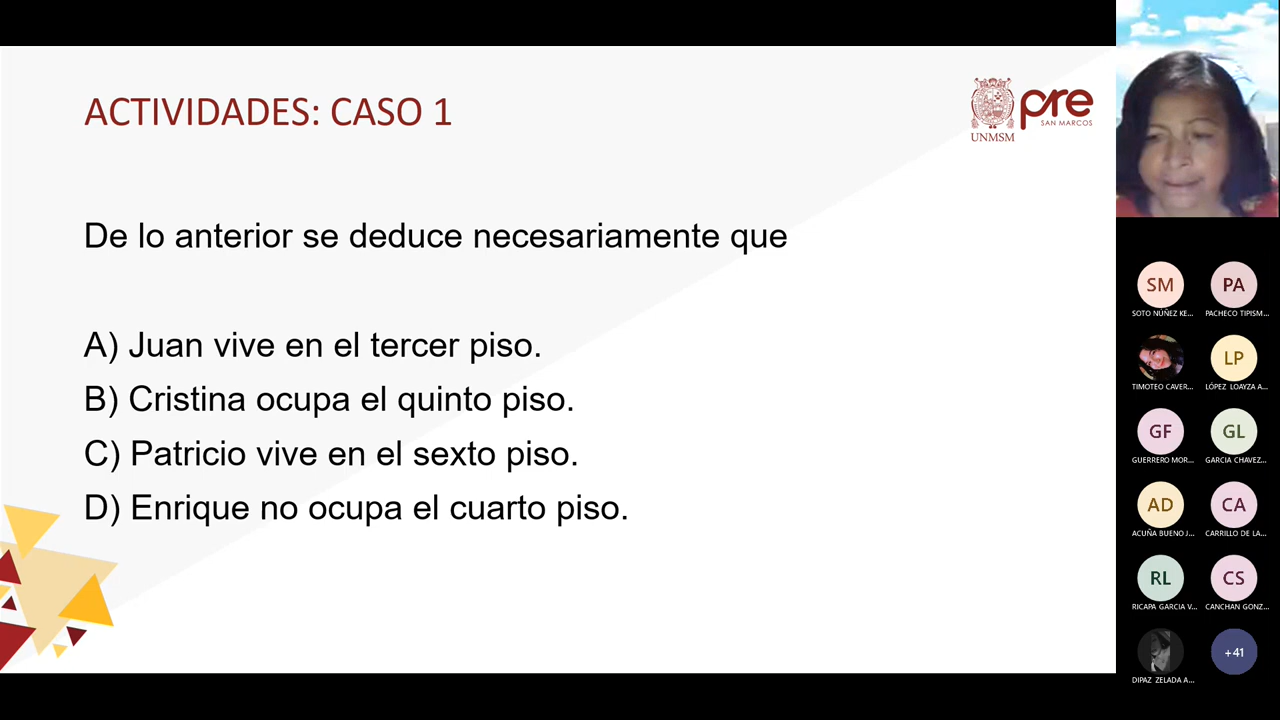 ACTIVIDADES: CASO 1
pre
SAN MARCOS
UNMSM
De lo anterior se deduce necesariamente que
A) Juan vive en el tercer piso.
B) Cristina ocupa el quinto piso.
C) Patricio vive en el sexto piso.
D) Enrique no ocupa el cuarto piso.
SM PA
SOTO NÚÑEZ KE... PACHECO TIPISM...
LP
TIMOTEO CAVER... LÓPEZ LOAYZA A...
GF GL
GUERRERO MOR... GARCIA CHAVEZ...
AD CA
ACUÑA BUENO J... CARRILLO DE LA...
RL CS
RICAPA GARCIA V... CANCHAN GONZ...
+41
DIPAZ ZELADA A...